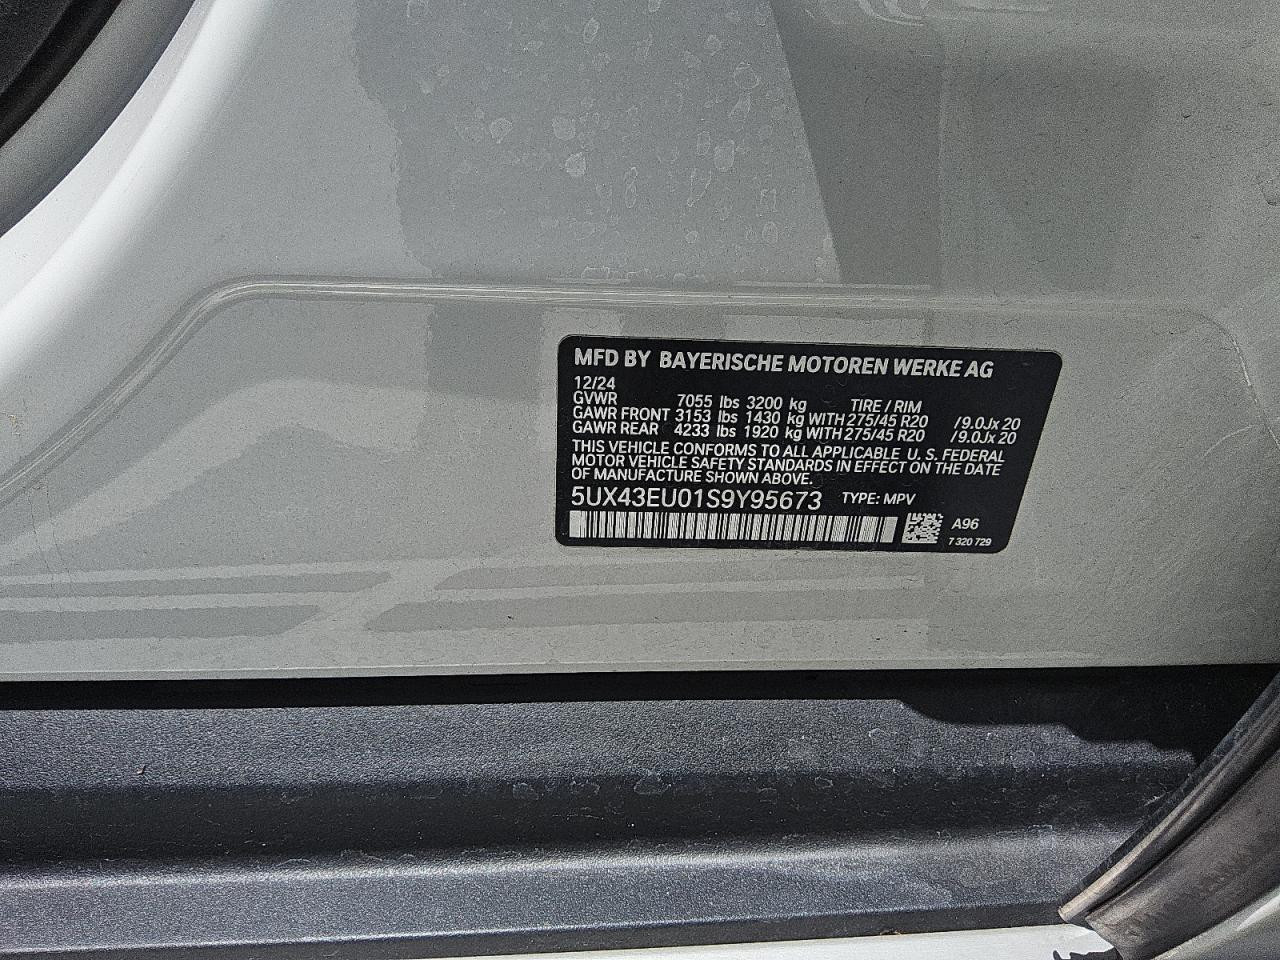 MFD BY BAYERISCHE MOTOREN WERKE AG
12/24
GVWR 7055 lbs 3200 kg TIRE / RIM
GAWR FRONT 3153 lbs 1430 kg WITH 275/45 R20 /9.0Jx 20
GAWR REAR 4233 lbs 1920 kg WITH 275/45 R20 /9.0Jx 20
THIS VEHICLE CONFORMS TO ALL APPLICABLE U. S. FEDERAL
MOTOR VEHICLE SAFETY STANDARDS IN EFFECT ON THE DATE
OF MANUFACTURE SHOWN ABOVE.
5UX43EU01S9Y95673 TYPE: MPV
A96
7 320 729